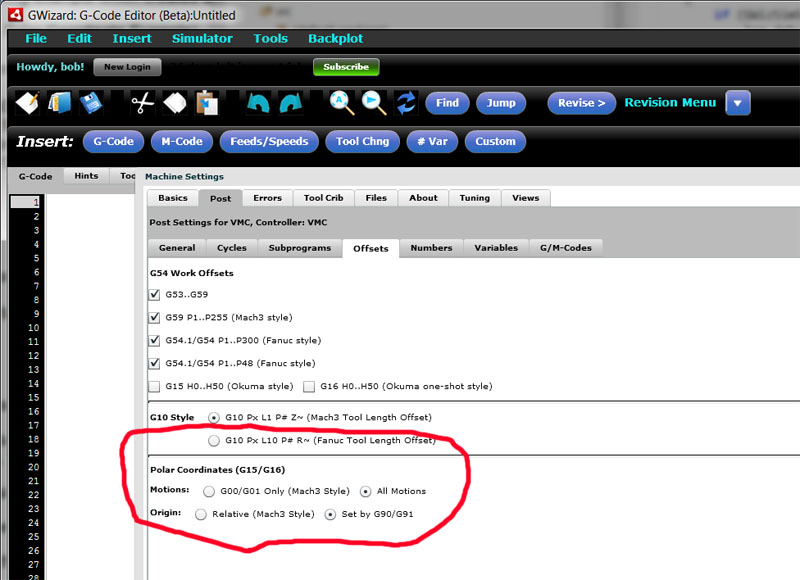 GWizard: G-Code Editor (Beta):Untitled
File Edit Insert Simulator Tools Backplot
Howdy, bob! New Login Subscribe
A Find Jump Revise > Revision Menu
Insert: G-Code M-Code Feeds/Speeds Tool Chng # Var Custom
G-Code Hints Too Machine Settings
Basics Post Errors Tool Crib Files About Tuning Views
Post Settings for VMC, Controller: VMC
General Cycles Subprograms Offsets Numbers Variables G/M-Codes
G54 Work Offsets
G53..G59
G59 P1..P255 (Mach3 style)
G54.1/G54 P1..P300 (Fanuc style)
G54.1/G54 P1..P48 (Fanuc style)
G15 H0..H50 (Okuma style) G16 H0..H50 (Okuma one-shot style)
G10 Style G10 Px L1 P# Z~ (Mach3 Tool Length Offset)
G10 Px L10 P# R~ (Fanuc Tool Length Offset)
Polar Coordinates (G15/G16)
Motions: G00/G01 Only (Mach3 Style) All Motions
Origin: Relative (Mach3 Style) Set by G90/G91
1
2
3
4
5
6
7
8
9
10
11
12
13
14
15
16
17
18
19
20
21
22
23
24
25
26
27
28